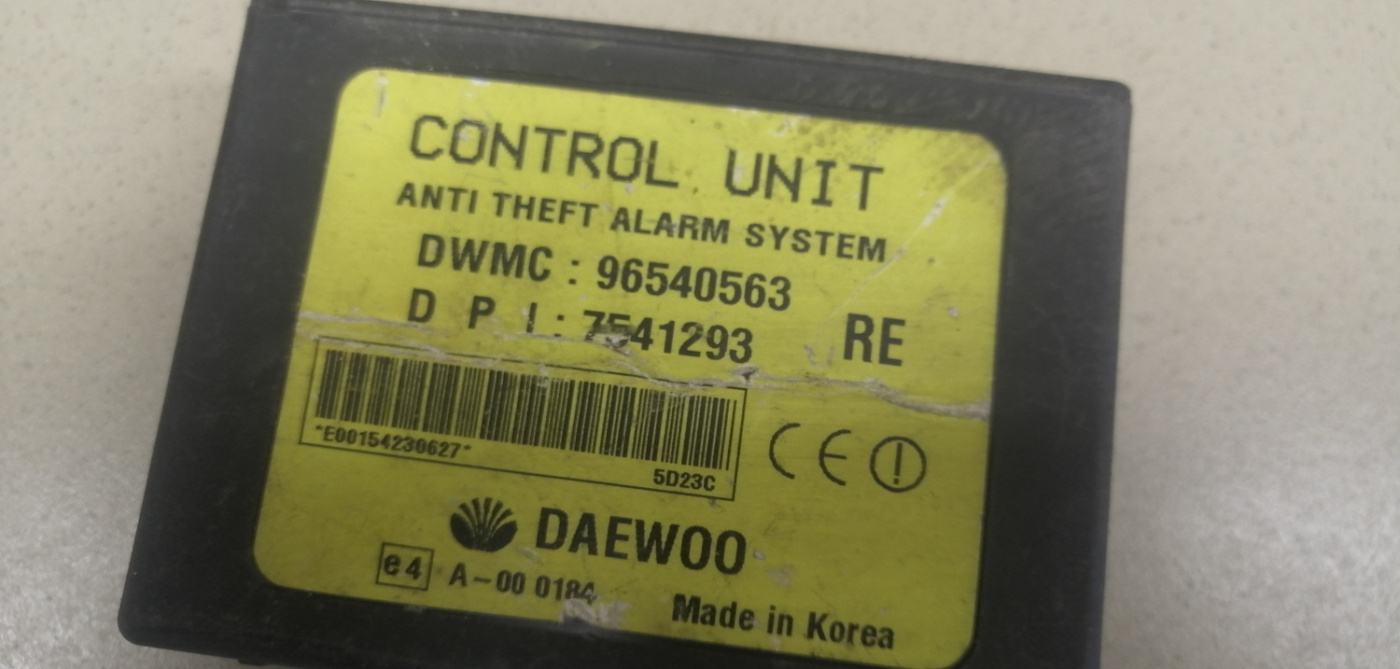 CONTROL UNIT
ANTI THEFT ALARM SYSTEM
DWMC : 96540563
D P I : 7541293 RE
*E00154230627*
5D23C
CE
DAEWOO
e4 A-00 0184
Made in Korea